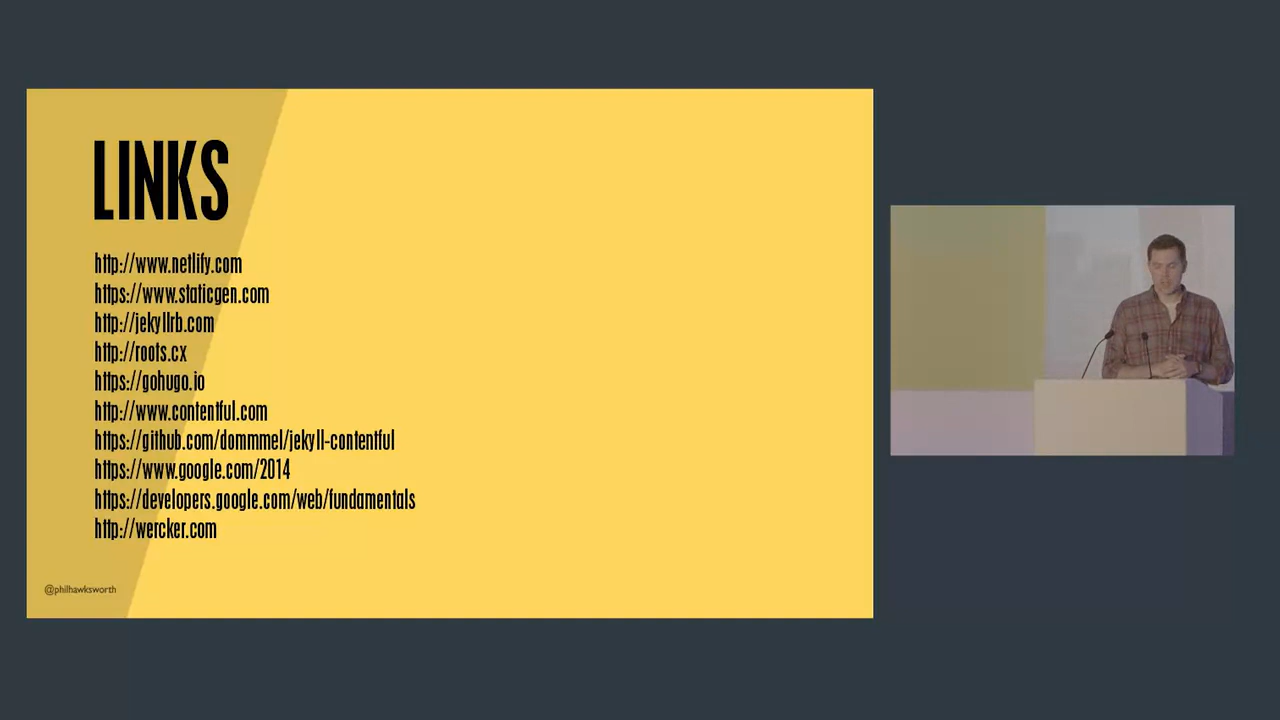 LINKS
http://www.netlify.com
https://www.staticgen.com
http://jekyllrb.com
http://roots.cx
https://gohugo.io
http://www.contentful.com
https://github.com/dommmel/jekyll-contentful
https://www.google.com/2014
https://developers.google.com/web/fundamentals
http://wercker.com
@philhawksworth